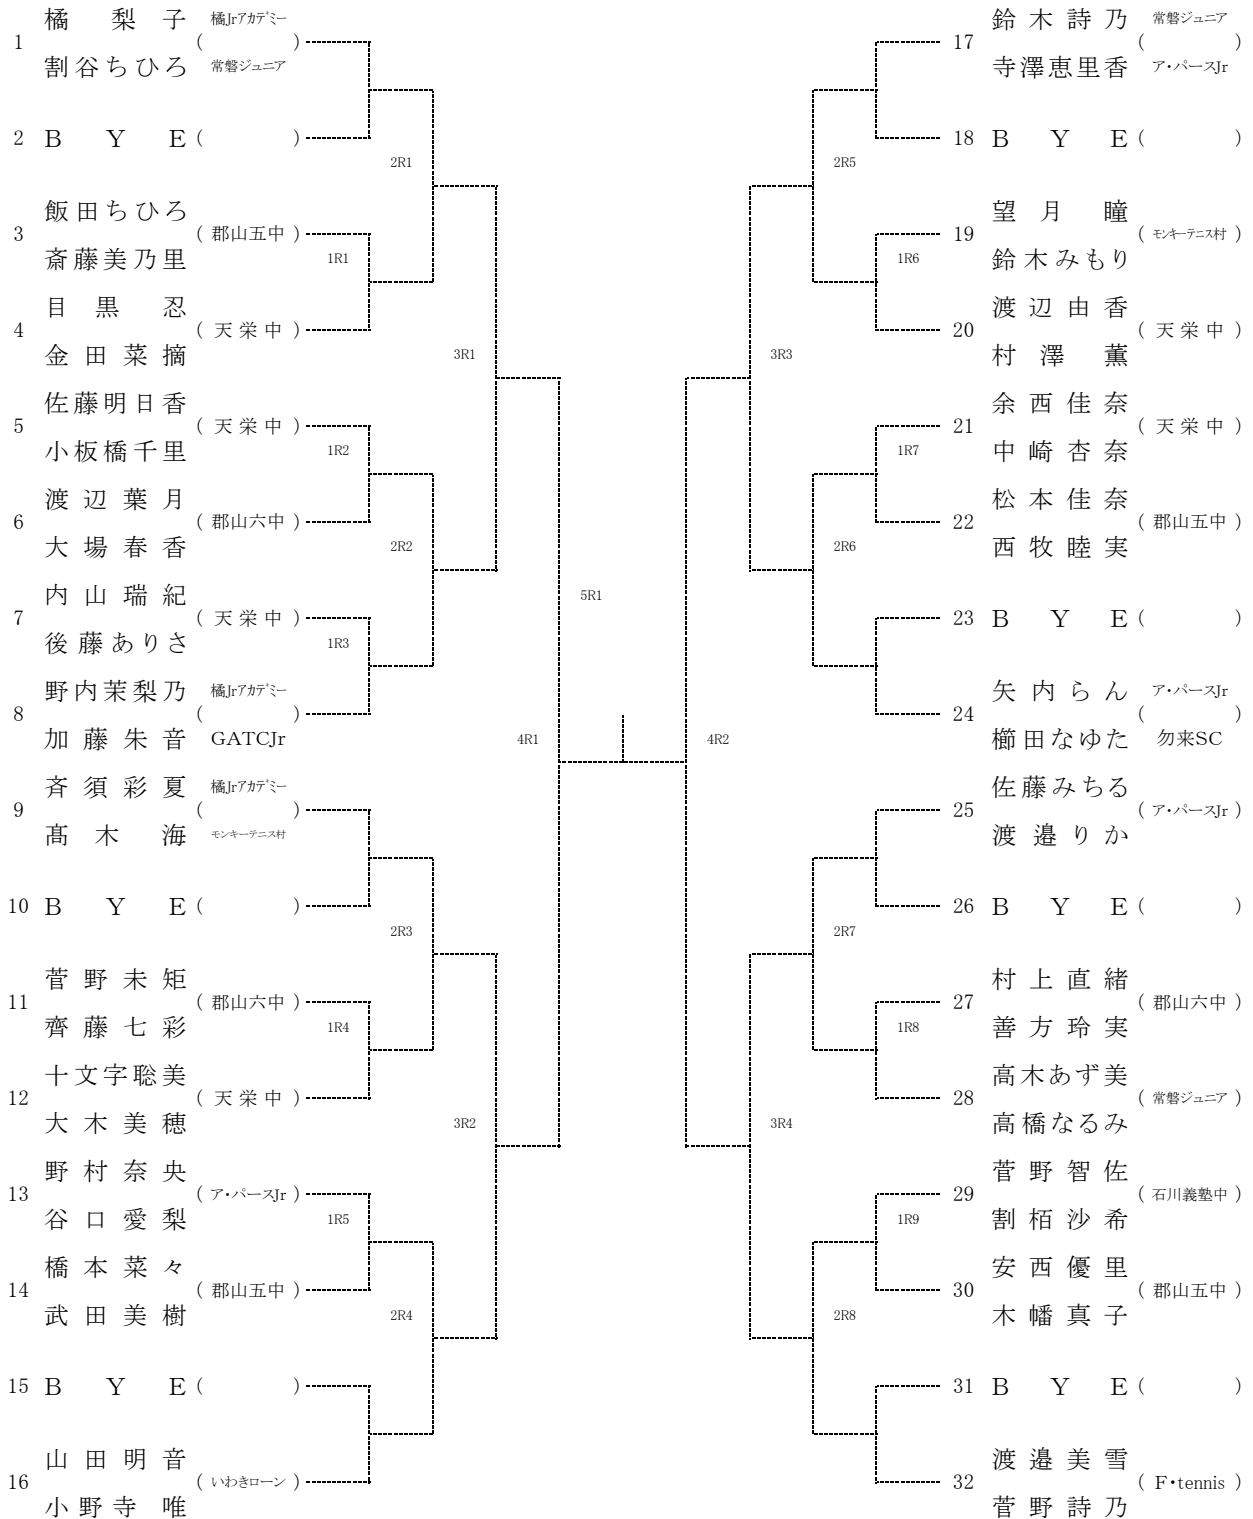 橘 梨 子 橘Jrアカデミー
1 ( )
割谷ちひろ 常磐ジュニア
2 B Y E ( )
2R1
飯田ちひろ
3 ( 郡山五中 )
斎藤美乃里 1R1
目 黒 忍
4 ( 天 栄 中 )
金 田 菜 摘 3R1
佐藤明日香
5 ( 天 栄 中 )
小板橋千里 1R2
渡 辺 葉 月
6 ( 郡山六中 )
大 場 春 香 2R2
内 山 瑞 紀 5R1
7 ( 天 栄 中 )
後藤ありさ 1R3
野内茉梨乃 橘Jrアカデミー
8 ( )
加 藤 朱 音 GATCJr 4R1
斉 須 彩 夏 橘Jrアカデミー
9 ( )
髙 木 海 モンキーテニス村
10 B Y E ( )
2R3
菅 野 未 矩
11 ( 郡山六中 )
齊 藤 七 彩 1R4
十文字聡美
12 ( 天 栄 中 )
大 木 美 穂 3R2
野 村 奈 央
13 ( ア・パースJr )
谷 口 愛 梨 1R5
橋 本 菜 々
14 ( 郡山五中 )
武 田 美 樹 2R4
15 B Y E ( )
山 田 明 音
16 ( いわきローン )
小 野 寺 唯
鈴 木 詩 乃 常磐ジュニア
17 ( )
寺澤恵里香 ア・パースJr
18 B Y E ( )
2R5
望 月 瞳
19 ( モンキーテニス村 )
1R6 鈴木みもり
渡 辺 由 香
20 ( 天 栄 中 )
3R3 村 澤 薫
余 西 佳 奈
21 ( 天 栄 中 )
1R7 中 崎 杏 奈
松 本 佳 奈
22 ( 郡山五中 )
2R6 西 牧 睦 実
23 B Y E ( )
矢 内 ら ん ア・パースJr
24 ( )
4R2 櫛田なゆた 勿来SC
佐藤みちる
25 ( ア・パースJr )
渡 邉 り か
26 B Y E ( )
2R7
村 上 直 緒
27 ( 郡山六中 )
1R8 善 方 玲 実
高木あず美
28 ( 常磐ジュニア )
3R4 高橋なるみ
菅 野 智 佐
29 ( 石川義塾中 )
1R9 割 栢 沙 希
安 西 優 里
30 ( 郡山五中 )
2R8 木 幡 真 子
31 B Y E ( )
渡 邉 美 雪
32 ( F・tennis )
菅 野 詩 乃